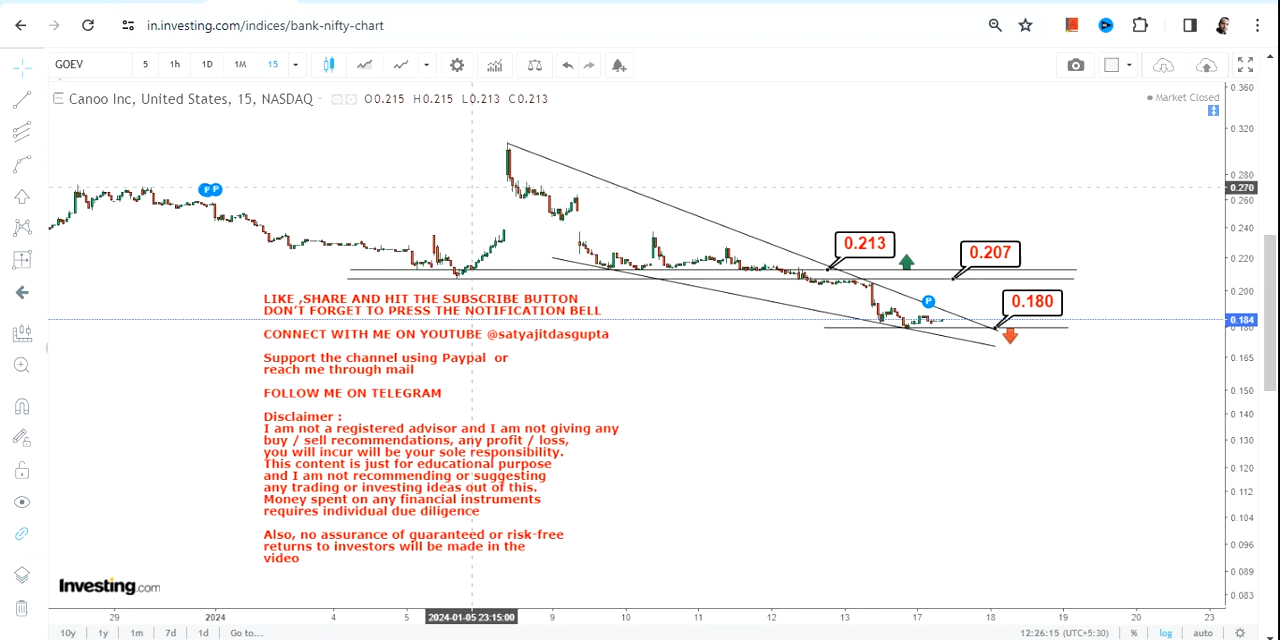 in.investing.com/indices/bank-nifty-chart
GOEV 5 1h 1D 1M 15
Canoo Inc, United States, 15, NASDAQ O0.215 H0.215 L0.213 C0.213
Market Closed
P P
0.213
0.207
P
0.180
LIKE ,SHARE AND HIT THE SUBSCRIBE BUTTON
DON'T FORGET TO PRESS THE NOTIFICATION BELL
CONNECT WITH ME ON YOUTUBE @satyajitdasgupta
Support the channel using Paypal or
reach me through mail
FOLLOW ME ON TELEGRAM
Disclaimer :
I am not a registered advisor and I am not giving any
buy / sell recommendations, any profit / loss,
you will incur will be your sole responsibility.
This content is just for educational purpose
and I am not recommending or suggesting
any trading or investing ideas out of this.
Money spent on any financial instruments
requires individual due diligence
Also, no assurance of guaranteed or risk-free
returns to investors will be made in the
video
0.360
0.320
0.280
0.270
0.260
0.240
0.220
0.200
0.184
0.165
0.150
0.140
0.130
0.120
0.112
0.104
0.096
0.089
0.083
Investing.com
29 2024 4 5 2024-01-05 23:15:00 9 10 11 12 13 17 18 19 20 23
10y 1y 1m 7d 1d Go to... 12:26:15 (UTC+5:30) % log auto